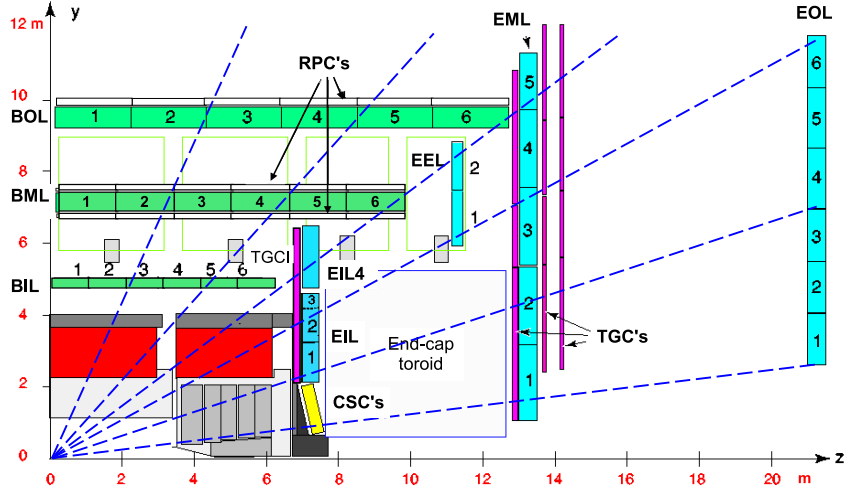 y
12 m
EML
EOL
RPC's
6
5
10
BOL
1 2 3 4 5 6
5
4
8
EEL
2
4
BML
1 2 3 4 5 6
1
3
6
TGCI
3
2
BIL
1 2 3 4 5 6
EIL4
4
3
2
EIL
1
End-cap
toroid
2
TGC's
1
2
1
CSC's
0
z
0 2 4 6 8 10 12 14 16 18 20 m